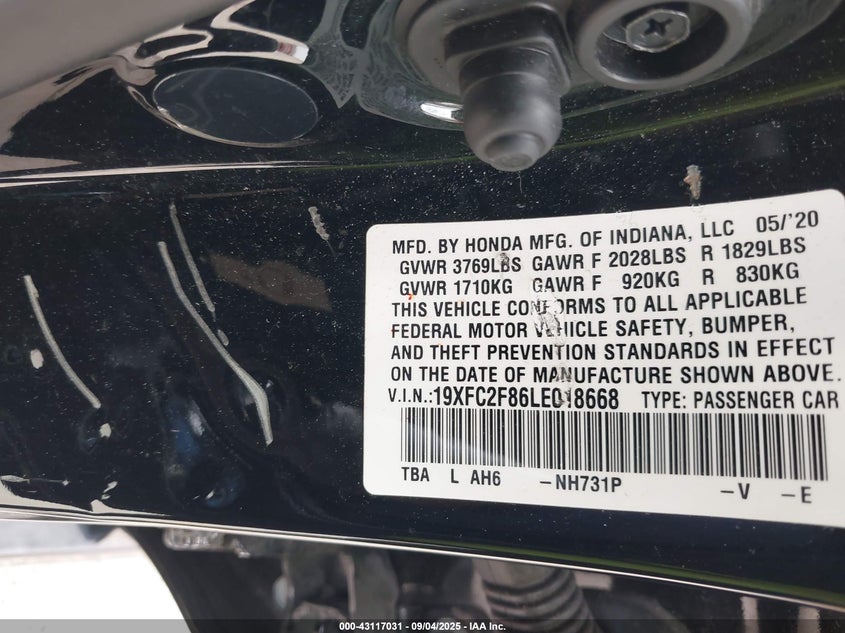 MFD. BY HONDA MFG. OF INDIANA, LLC 05/'20
GVWR 3769LBS GAWR F 2028LBS R 1829LBS
GVWR 1710KG GAWR F 920KG R 830KG
THIS VEHICLE CONFORMS TO ALL APPLICABLE
FEDERAL MOTOR VEHICLE SAFETY, BUMPER,
AND THEFT PREVENTION STANDARDS IN EFFECT
ON THE DATE OF MANUFACTURE SHOWN ABOVE.
V.I.N.:19XFC2F86LE018668 TYPE: PASSENGER CAR
TBA L AH6 -NH731P -V -E
000-43117031 - 09/04/2025 - IAA Inc.